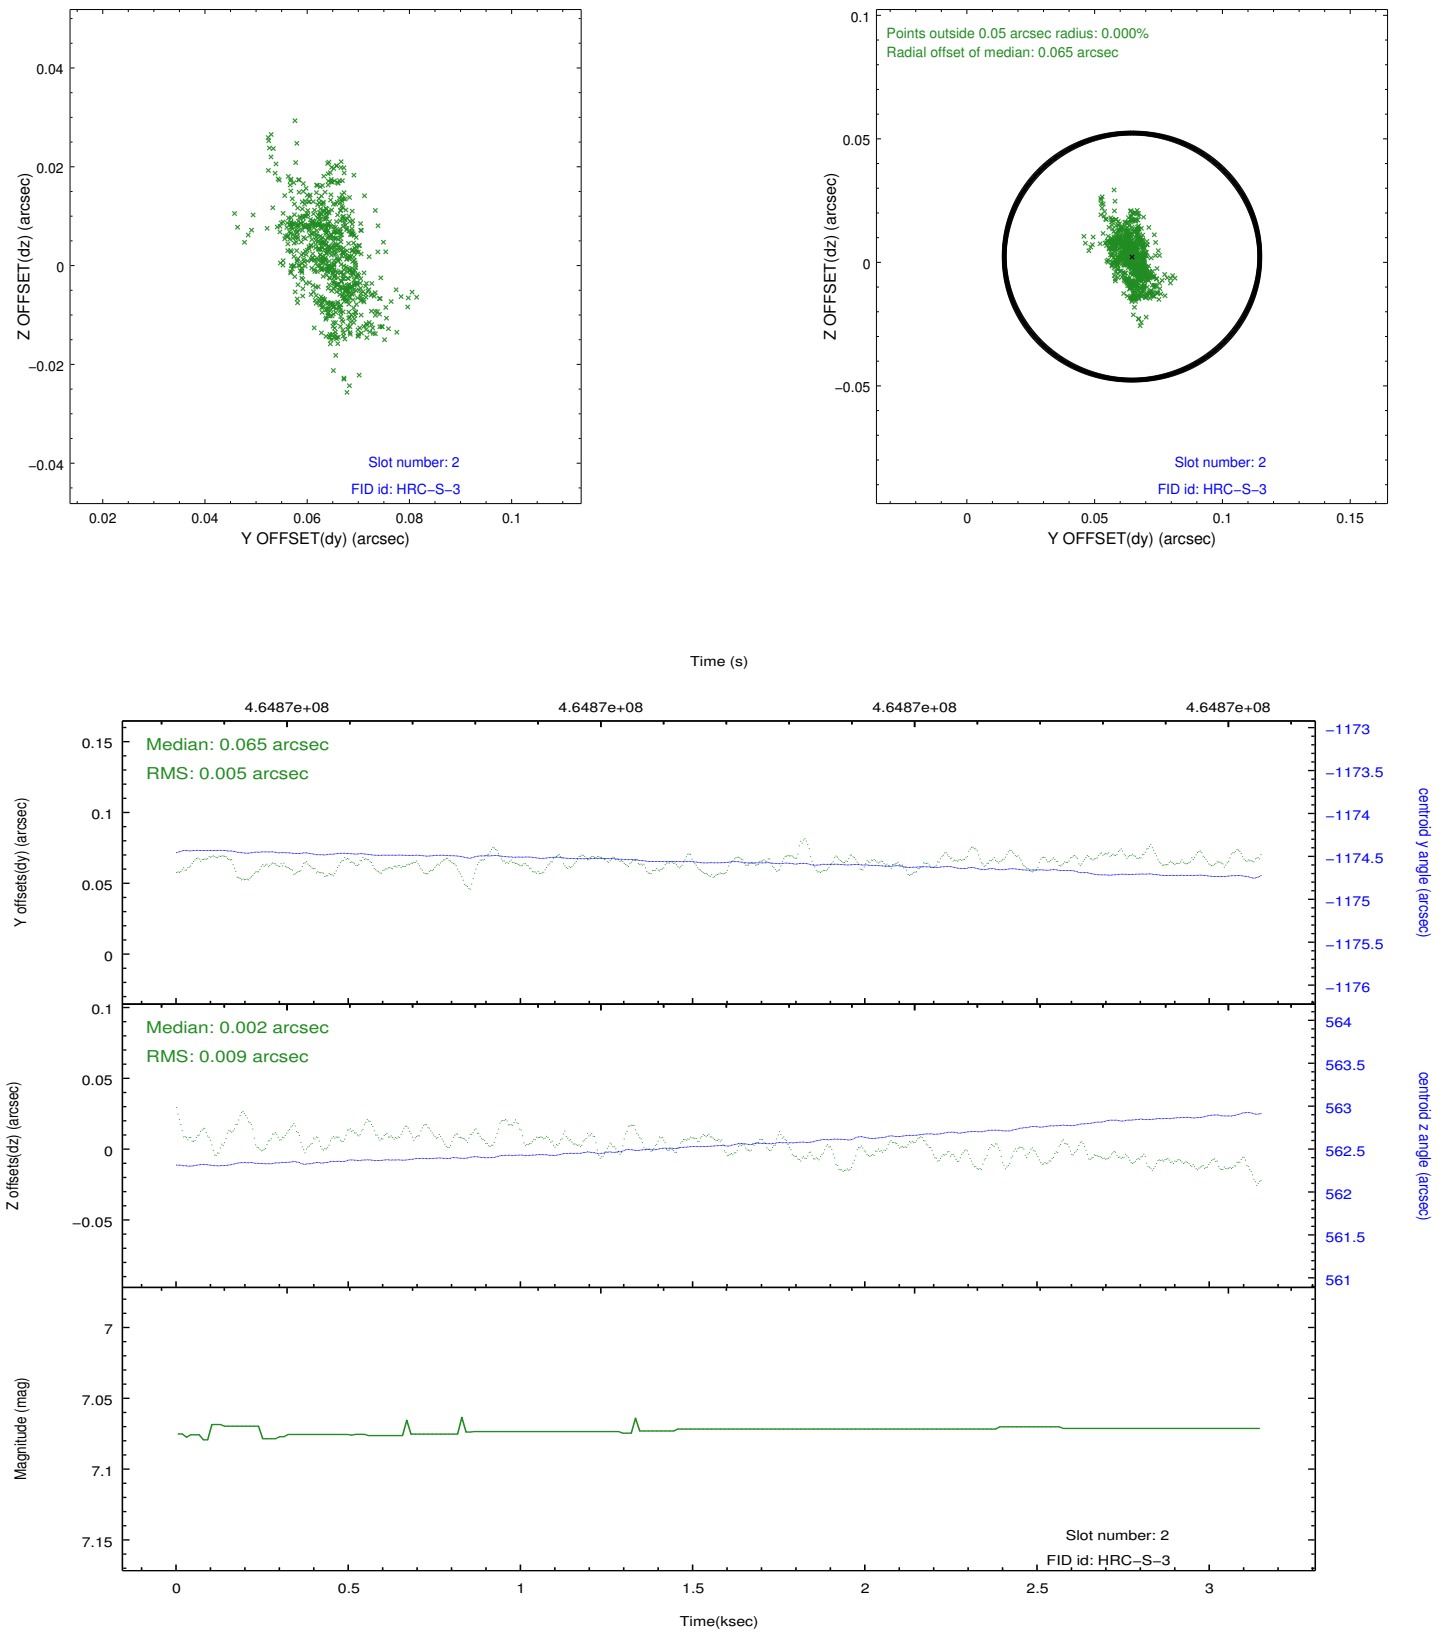 0.04
0.02
0
−0.02
−0.04
Z OFFSET(dz) (arcsec)
Slot number: 2
FID id: HRC−S−3
0.02
0.04
0.06
0.08
0.1
Y OFFSET(dy) (arcsec)
Points outside 0.05 arcsec radius: 0.000%
Radial offset of median: 0.065 arcsec
0.1
0.05
0
−0.05
Z OFFSET(dz) (arcsec)
Slot number: 2
FID id: HRC−S−3
0
0.05
0.1
0.15
Y OFFSET(dy) (arcsec)
Time (s)
4.6487e+08
4.6487e+08
4.6487e+08
4.6487e+08
Median: 0.065 arcsec
RMS: 0.005 arcsec
0.15
0.1
0.05
0
Y offsets(dy) (arcsec)
−1173
−1173.5
−1174
−1174.5
−1175
−1175.5
−1176
centroid y angle (arcsec)
Median: 0.002 arcsec
RMS: 0.009 arcsec
0.1
0.05
0
−0.05
Z offsets(dz) (arcsec)
564
563.5
563
562.5
562
561.5
561
centroid z angle (arcsec)
7
7.05
7.1
7.15
Magnitude (mag)
Slot number: 2
FID id: HRC−S−3
0
0.5
1
1.5
2
2.5
3
Time(ksec)